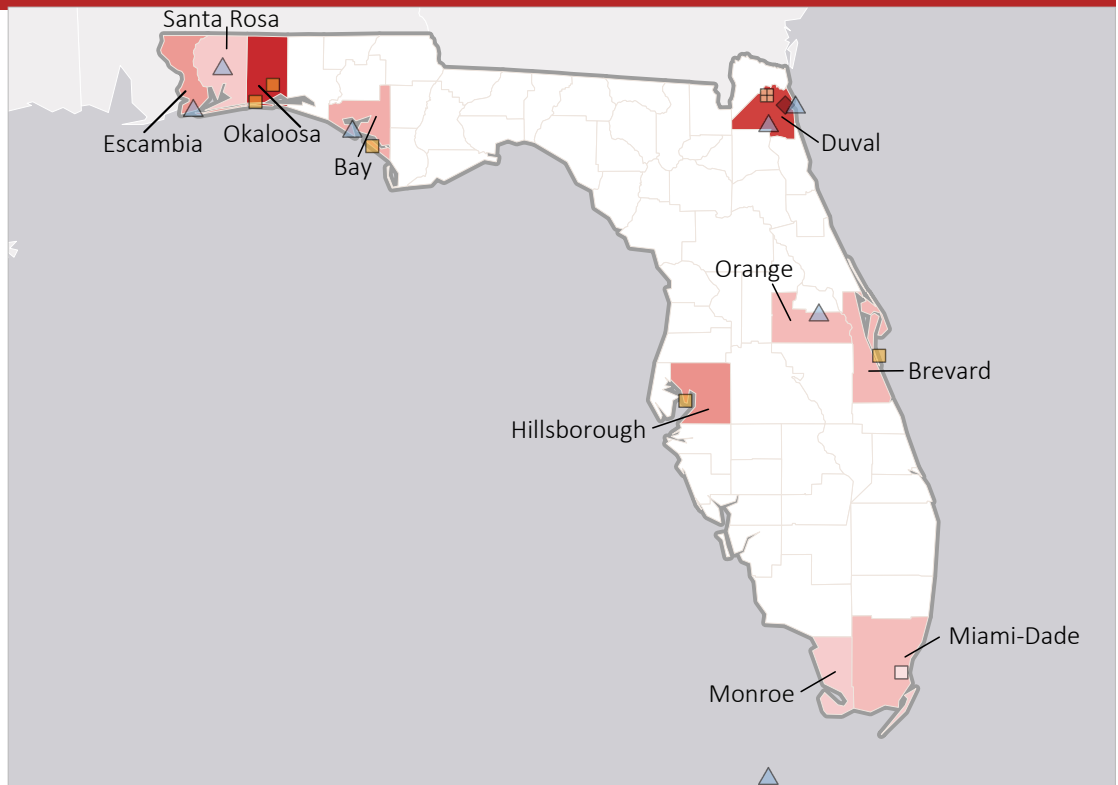 Santa Rosa
Escambia
Okaloosa
Bay
Duval
Orange
Brevard
Hillsborough
Miami-Dade
Monroe